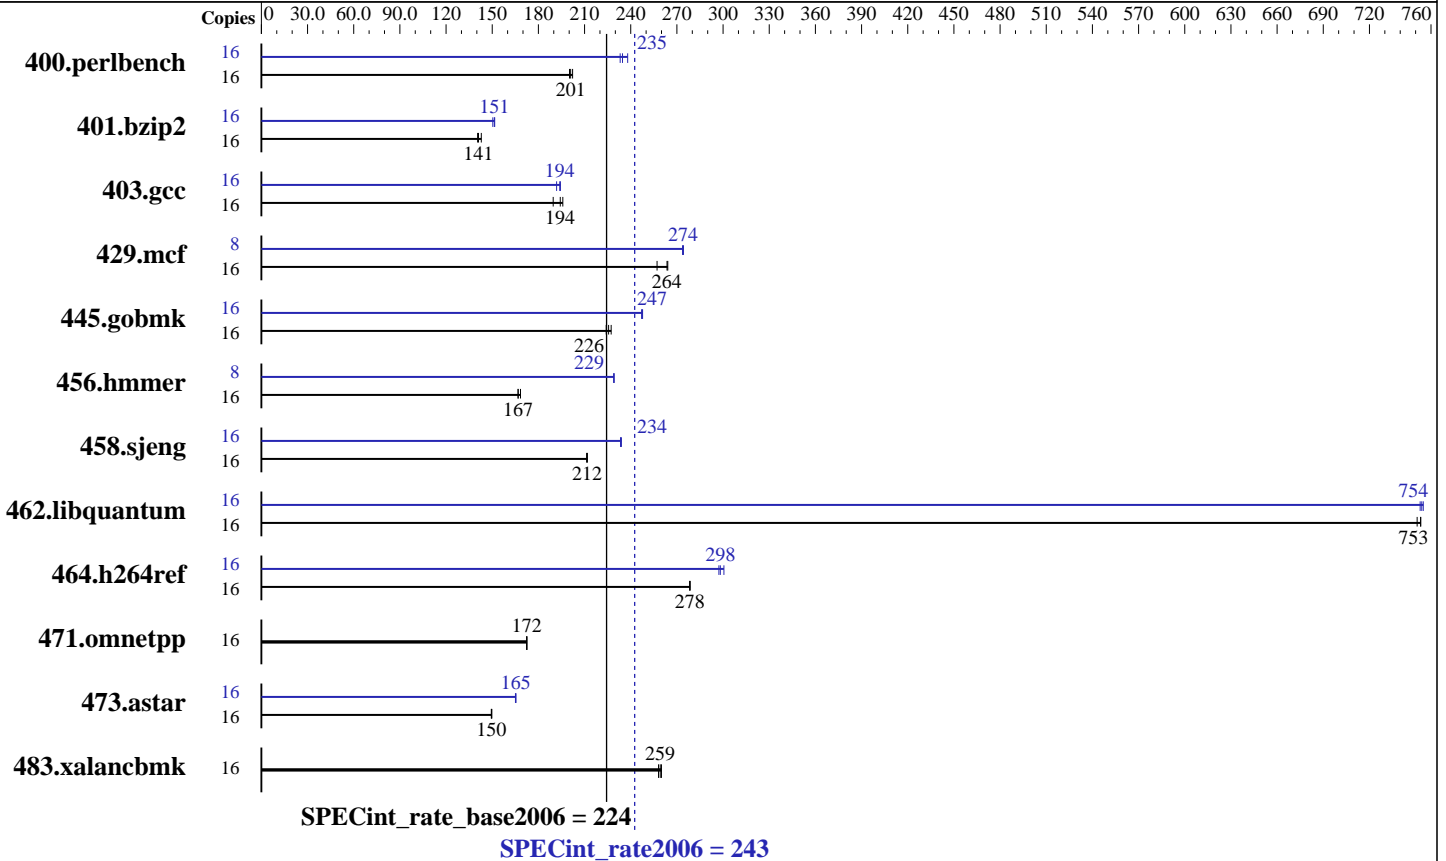 Copies 0 30.0 60.0 90.0 120 150 180 210 240 270 300 330 360 390 420 450 480 510 540 570 600 630 660 690 720 760
400.perlbench 16 235
16 201
401.bzip2 16 151
16 141
403.gcc 16 194
16 194
429.mcf 8 274
16 264
445.gobmk 16 247
16 226
456.hmmer 8 229
16 167
458.sjeng 16 234
16 212
462.libquantum 16 754
16 753
464.h264ref 16 298
16 278
471.omnetpp 16 172
473.astar 16 165
16 150
483.xalancbmk 16 259
SPECint_rate_base2006 = 224
SPECint_rate2006 = 243